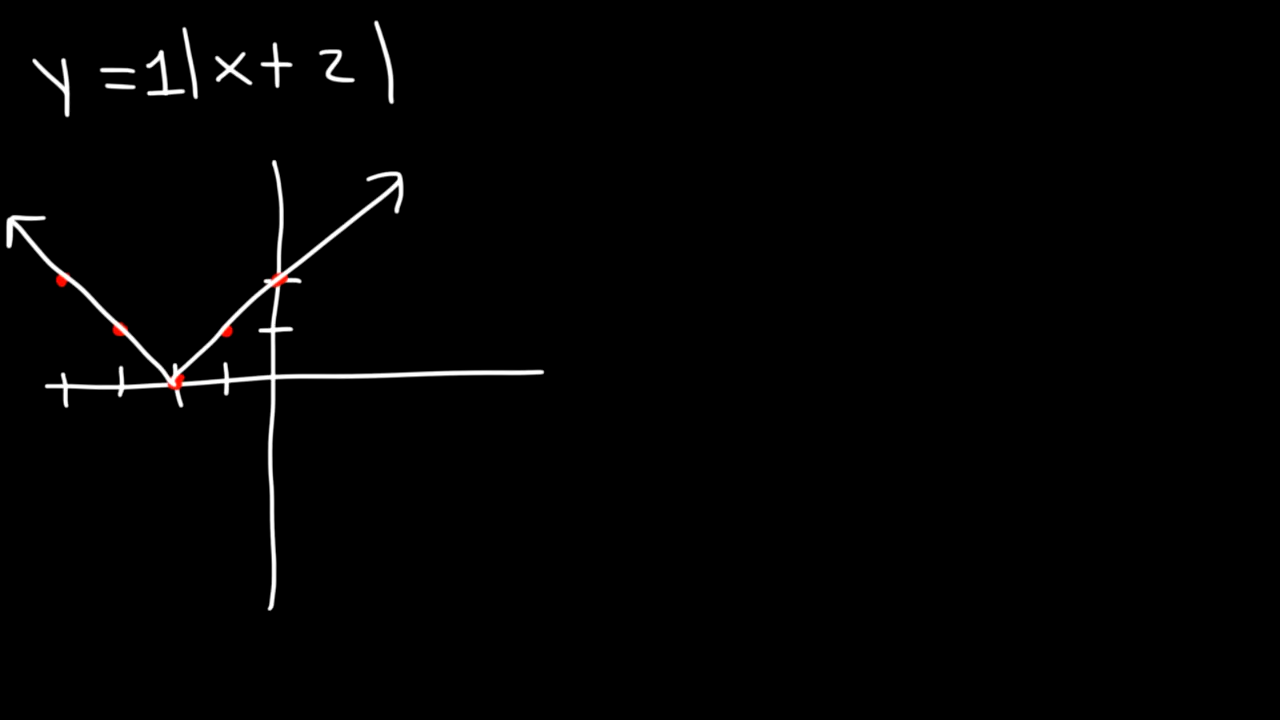 y = 1|x + 2|